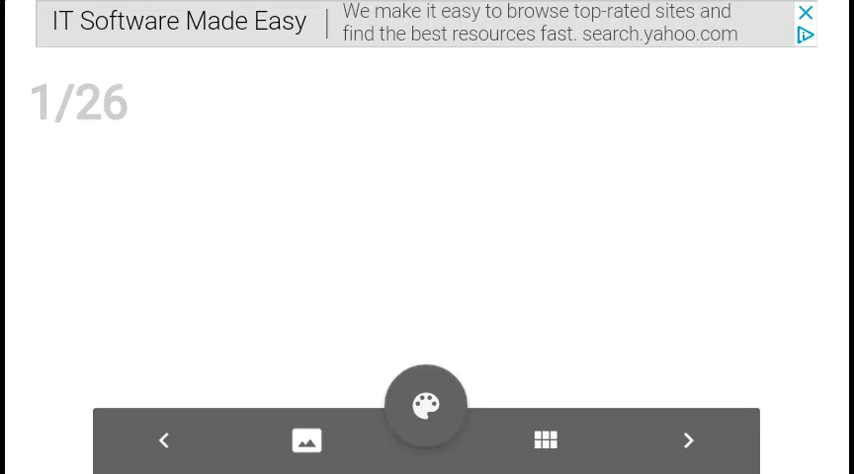 IT Software Made Easy
We make it easy to browse top-rated sites and
find the best resources fast. search.yahoo.com
1/26